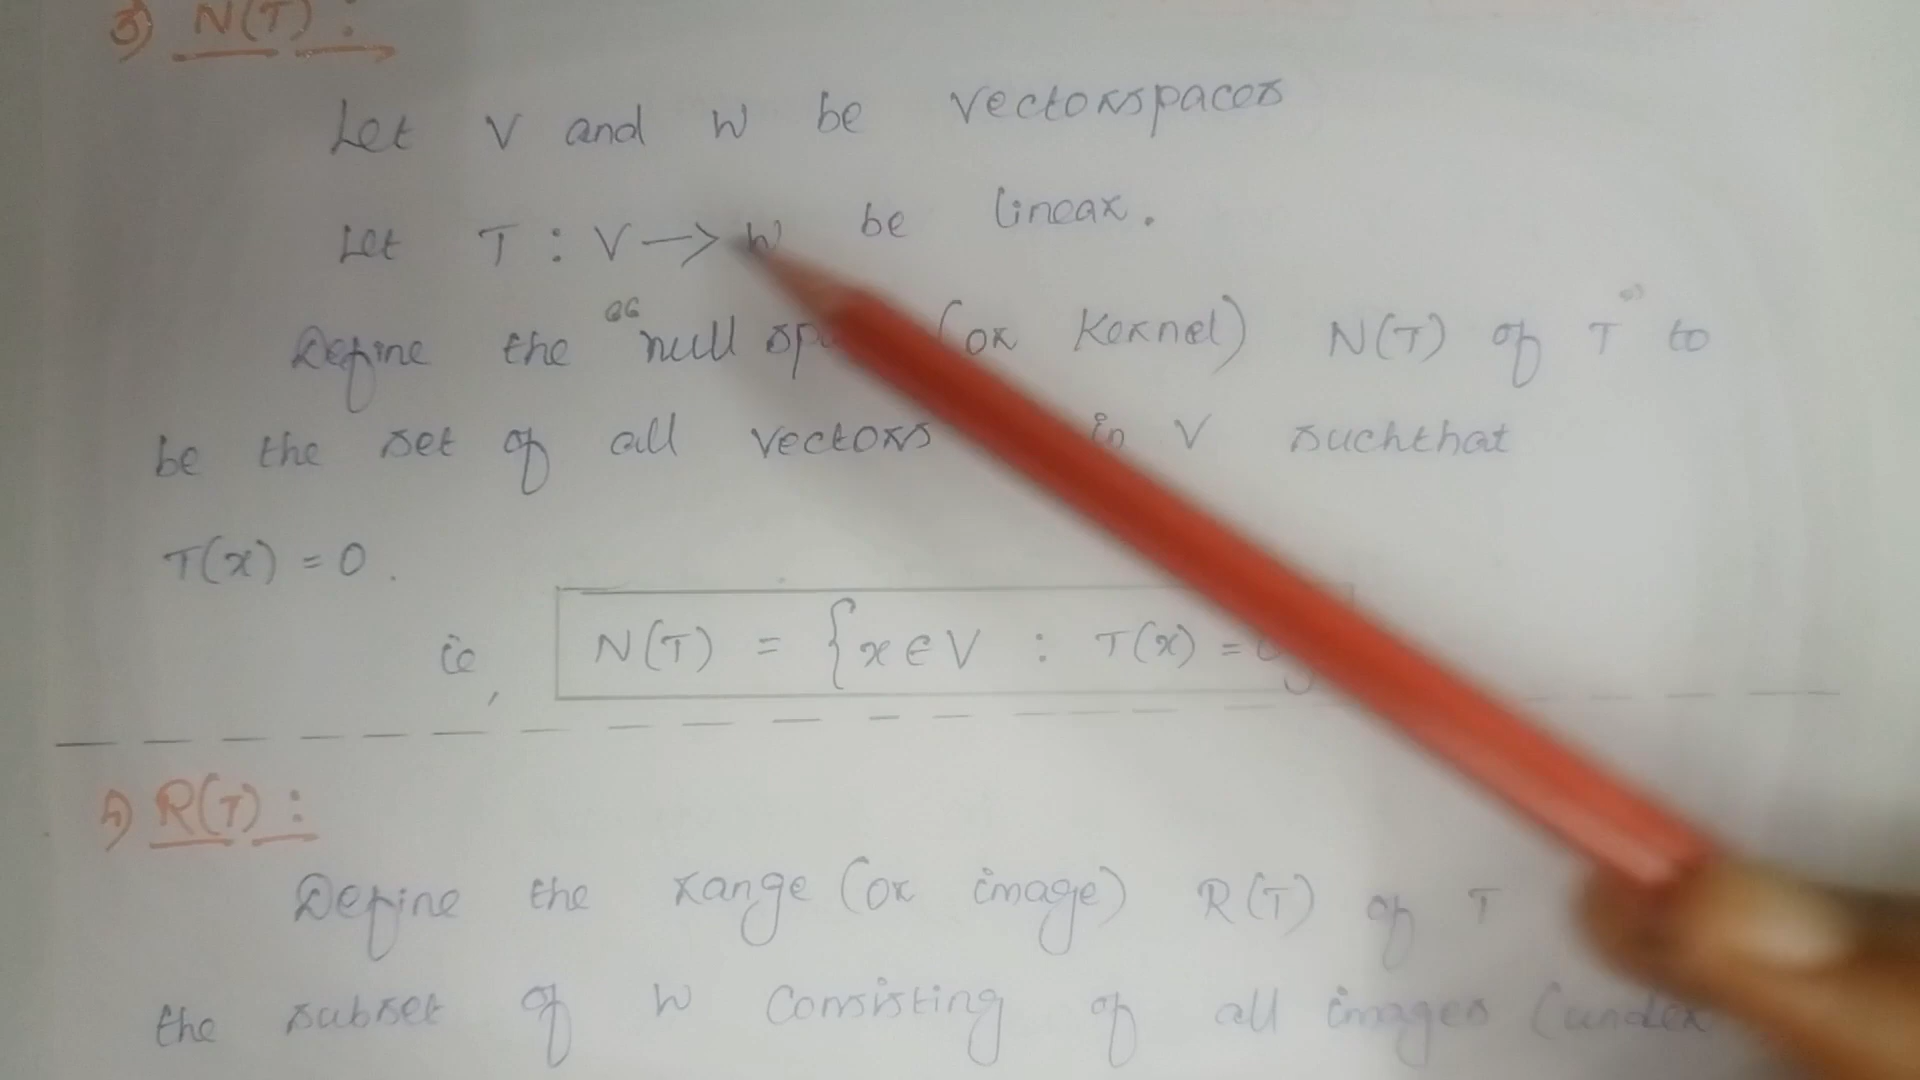 3) N(T) :
Let V and W be vectorspaces
Let T : V → W be linear.
Define the "null (or Kernel) N(T) of T" to
be the set of all vectors in V suchthat
T(x) = 0.
ie, N(T) = {x ∈ V : T(x) =
4) R(T) :
Define the range (or image) R(T) of T
the subset of W consisting of all images (under